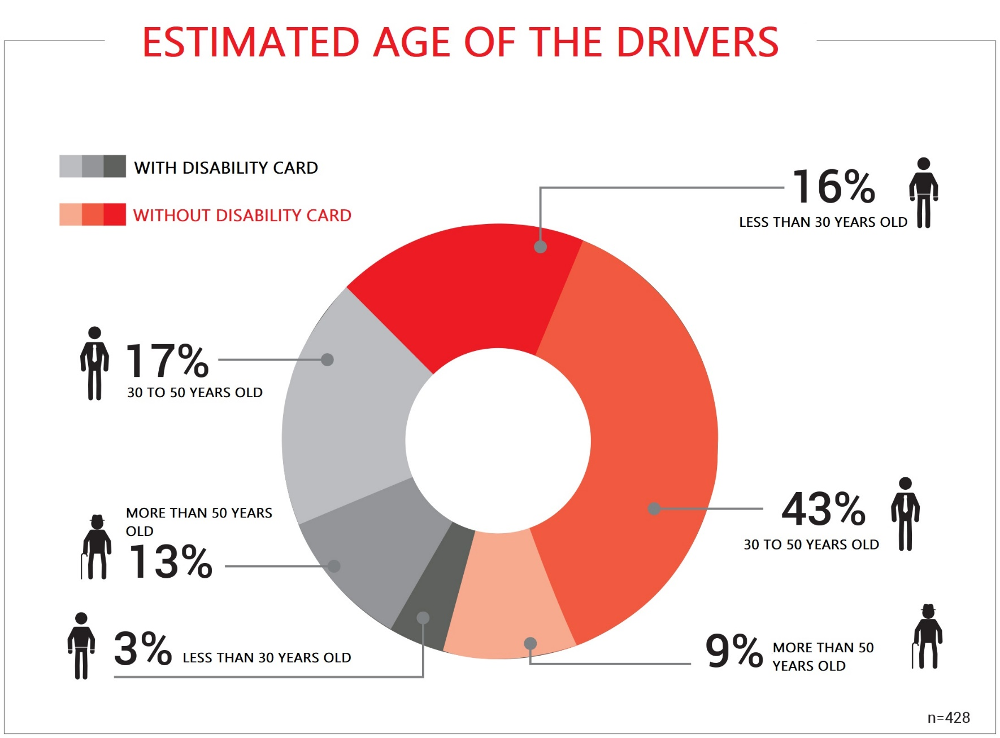 ESTIMATED AGE OF THE DRIVERS
WITH DISABILITY CARD
WITHOUT DISABILITY CARD
16%
LESS THAN 30 YEARS OLD
17%
30 TO 50 YEARS OLD
43%
30 TO 50 YEARS OLD
MORE THAN 50 YEARS
OLD
13%
3% LESS THAN 30 YEARS OLD
9% MORE THAN 50
YEARS OLD
n=428